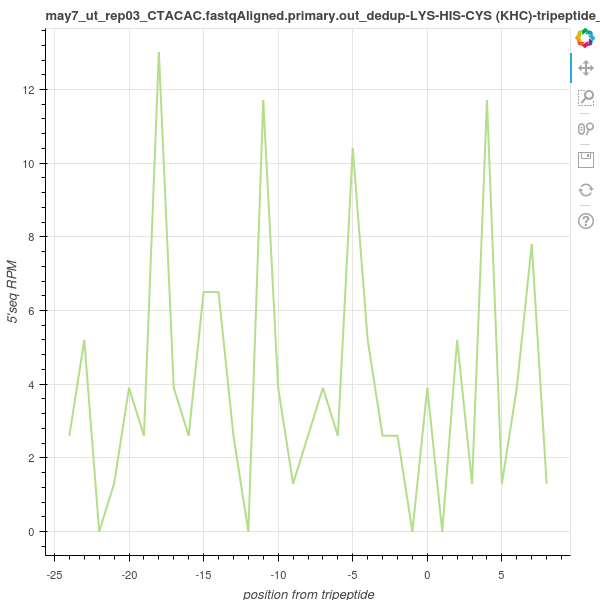 may7_ut_rep03_CTACAC.fastqAligned.primary.out_dedup-LYS-HIS-CYS (KHC)-tripeptide_
12
10
8
6
4
2
0
5'seq RPM
-25 -20 -15 -10 -5 0 5
position from tripeptide